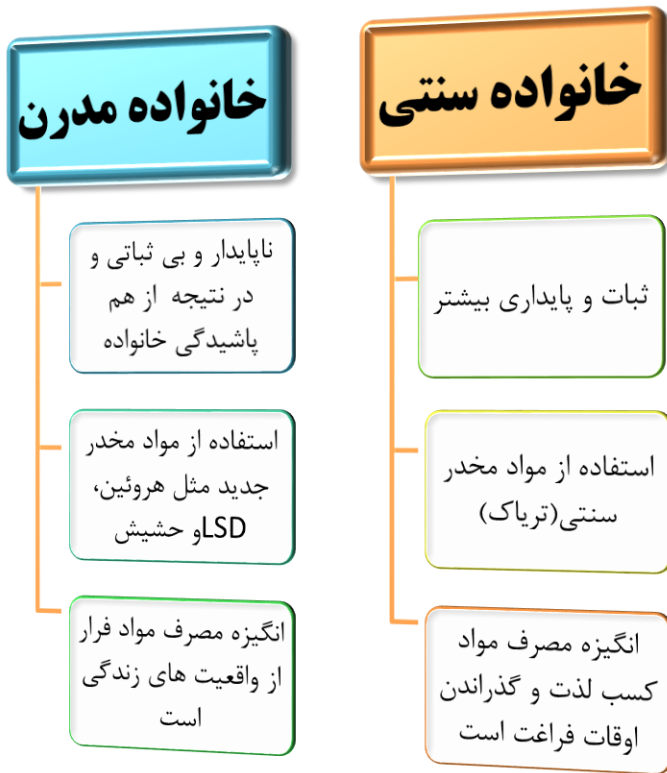 خانواده سنتی
ثبات و پایداری بیشتر
استفاده از مواد مخدر
سنتی(تریاک)
انگیزه مصرف مواد
کسب لذت و گذراندن
اوقات فراغت است
خانواده مدرن
ناپایدار و بی ثباتی و
در نتیجه از هم
پاشیدگی خانواده
استفاده از مواد مخدر
جدید مثل هروئین،
LSDو حشیش
انگیزه مصرف مواد فرار
از واقعیت های زندگی
است